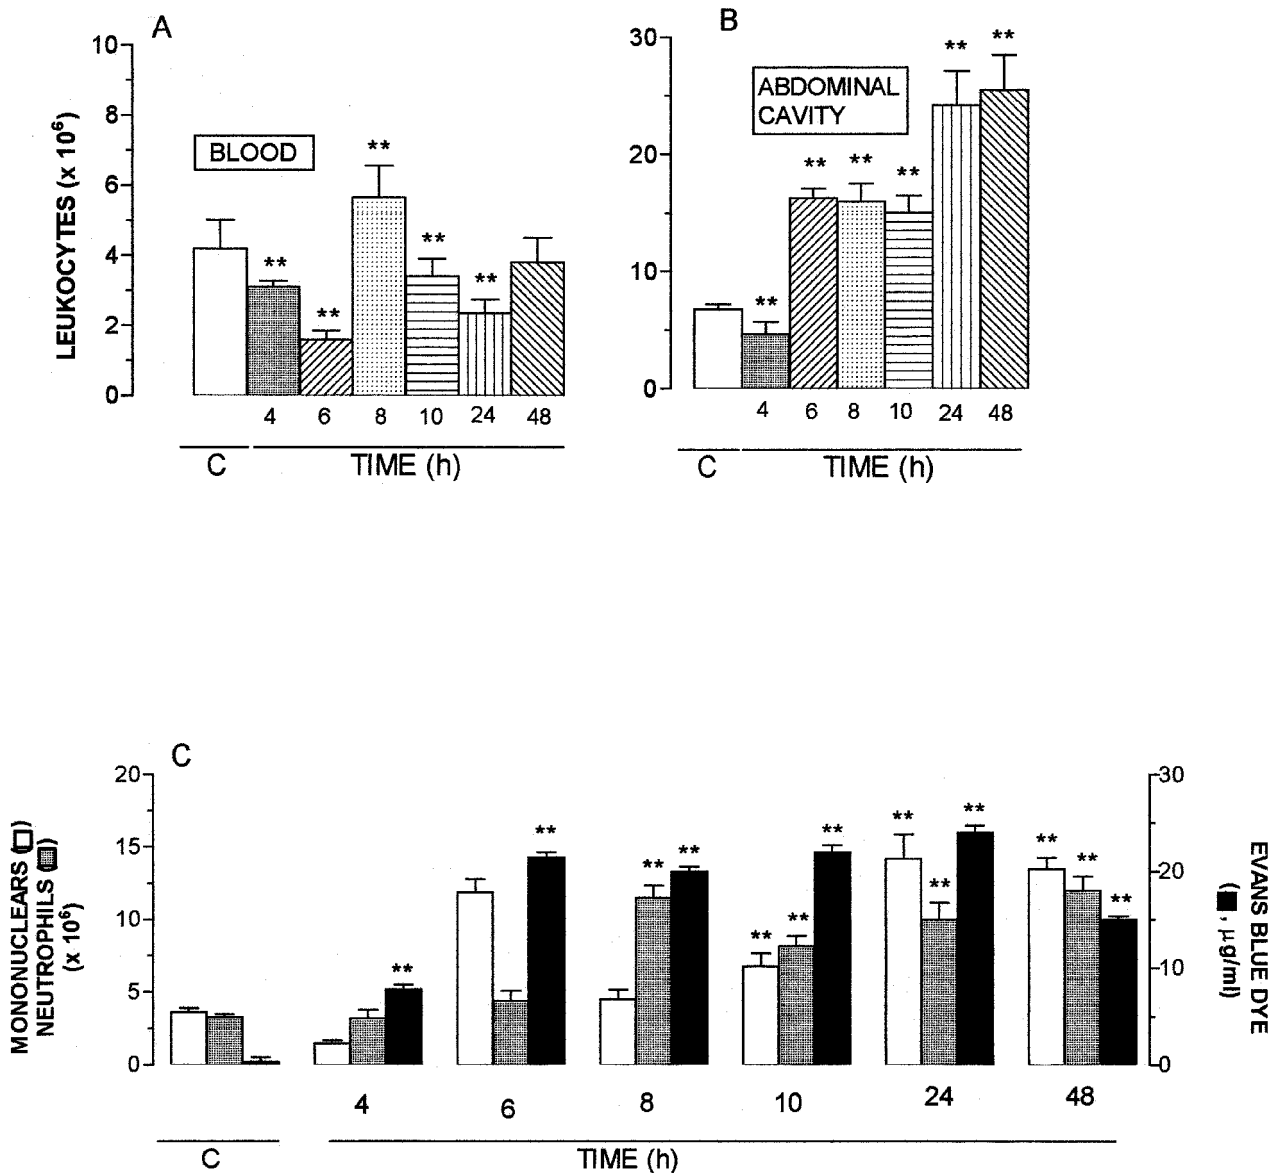 A
LEUKOCYTES (x 10⁶)
10
8
6
4
2
0
BLOOD
** ** ** ** **
4 6 8 10 24 48
C TIME (h)
B
30
20
10
0
ABDOMINAL
CAVITY
** ** ** ** ** **
4 6 8 10 24 48
C TIME (h)
C
MONONUCLEARS (□)
NEUTROPHILS (▩)
(x 10⁶)
20
15
10
5
0
**
**
** **
** ** **
** ** **
** ** **
30
20
10
0
EVANS BLUE DYE
(■, μg/ml)
4 6 8 10 24 48
C TIME (h)